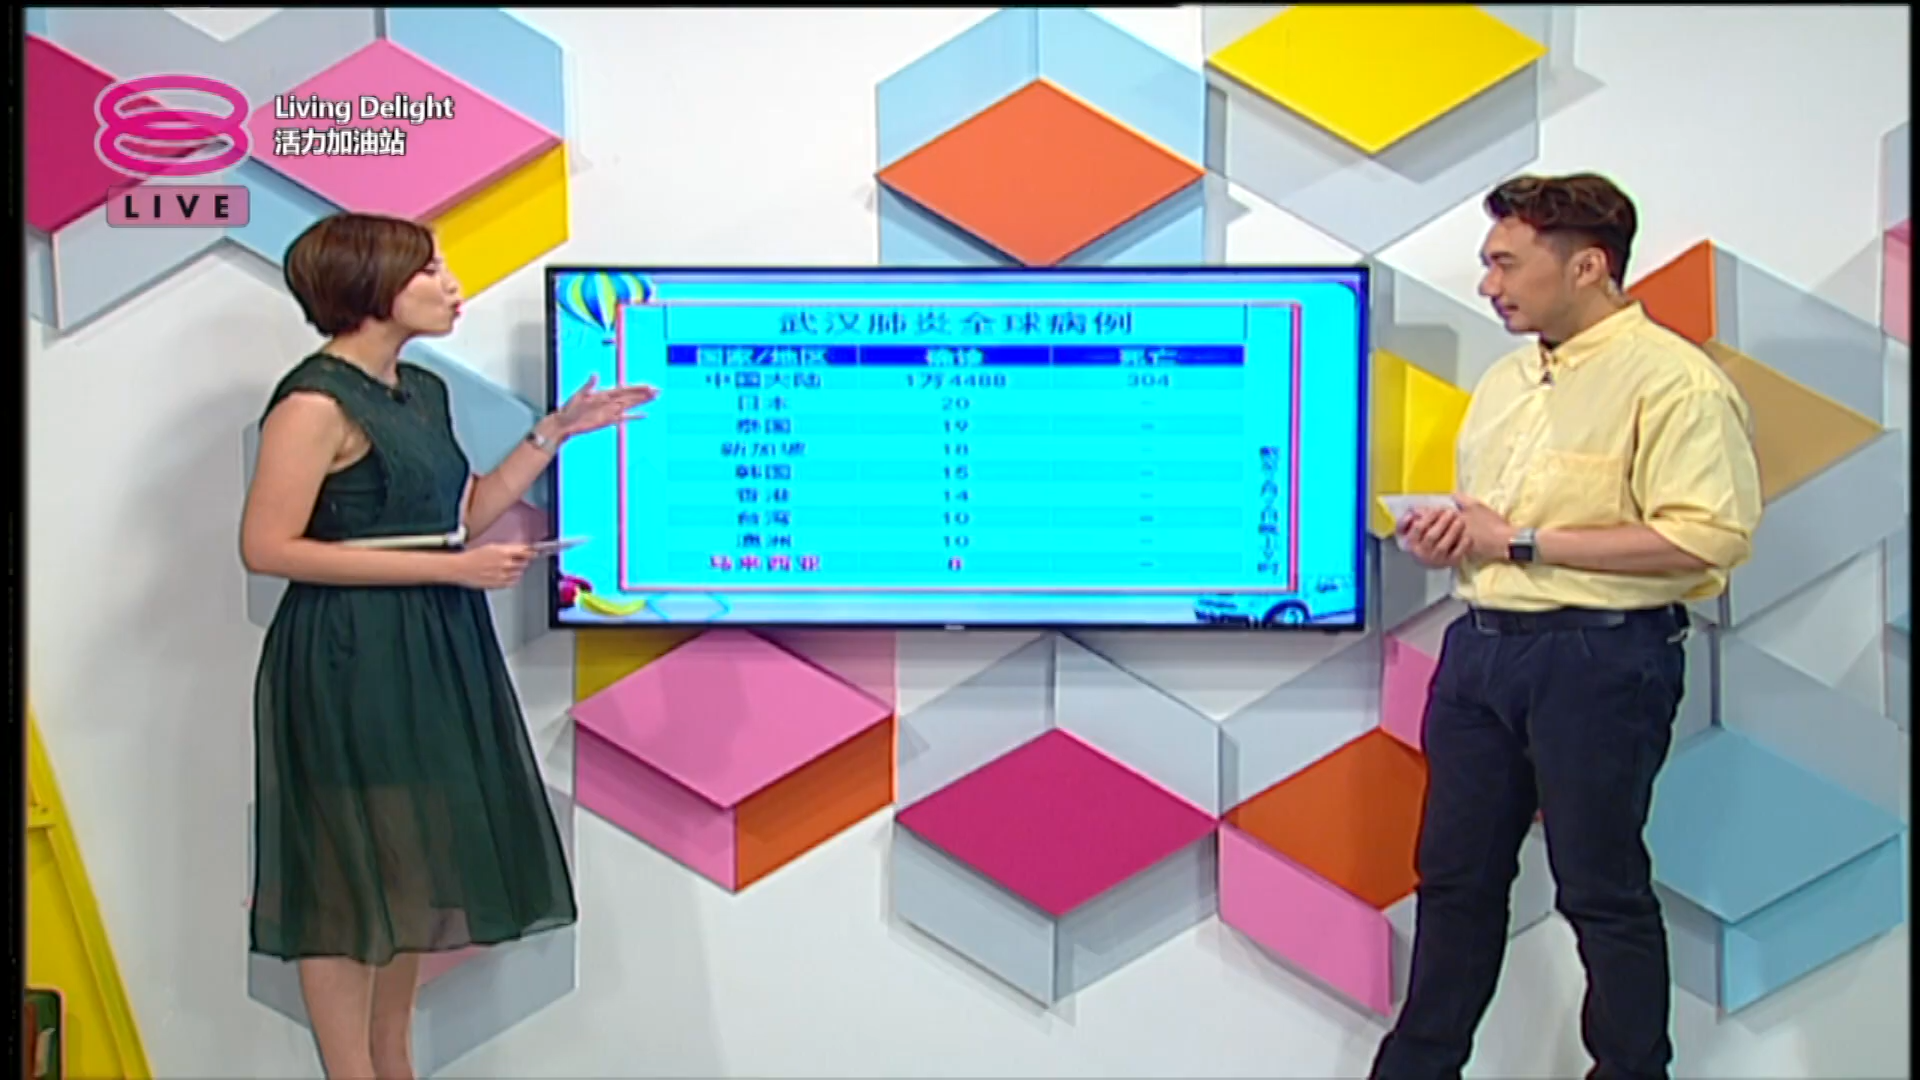 Living Delight
活力加油站
LIVE
武汉肺炎全球病例
国家/地区 确诊 死亡
中国大陆 1万4488 304
日本 20 -
泰国 19 -
新加坡 18 -
韩国 15 -
香港 14 -
台湾 10 -
澳洲 10 -
马来西亚 8 -